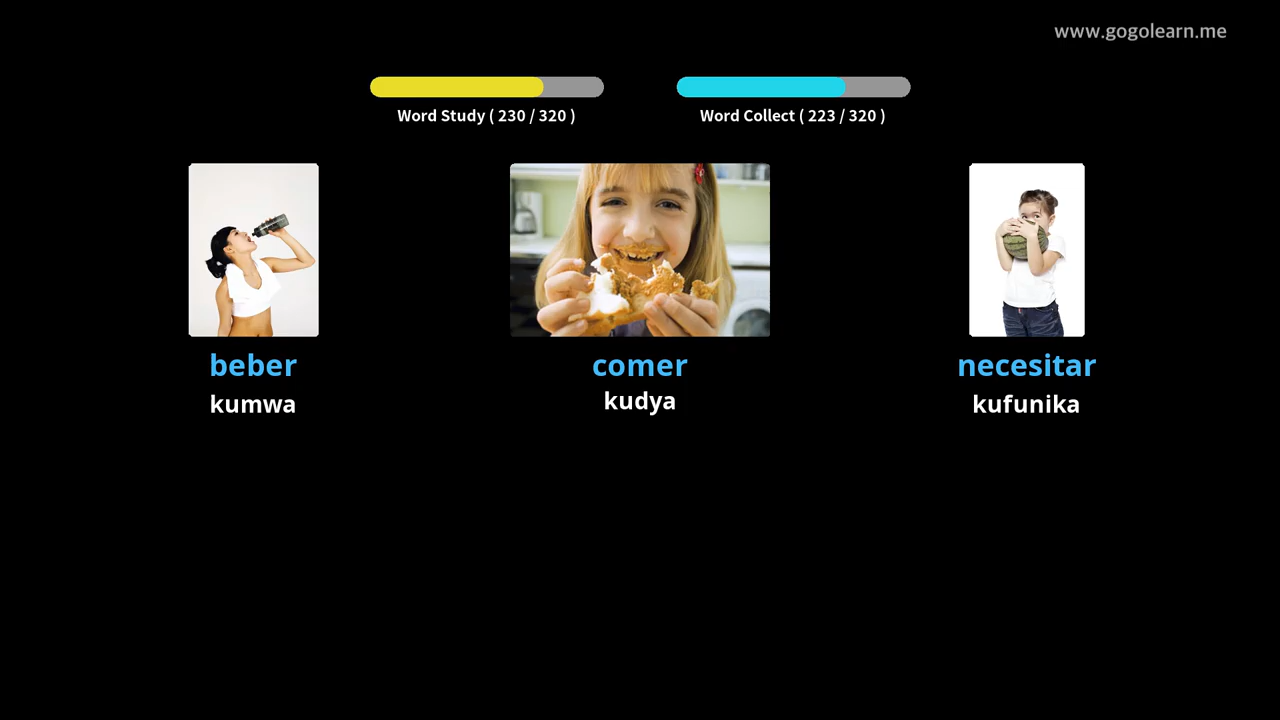 www.gogolearn.me
Word Study ( 230 / 320 )
Word Collect ( 223 / 320 )
beber
kumwa
comer
kudya
necesitar
kufunika